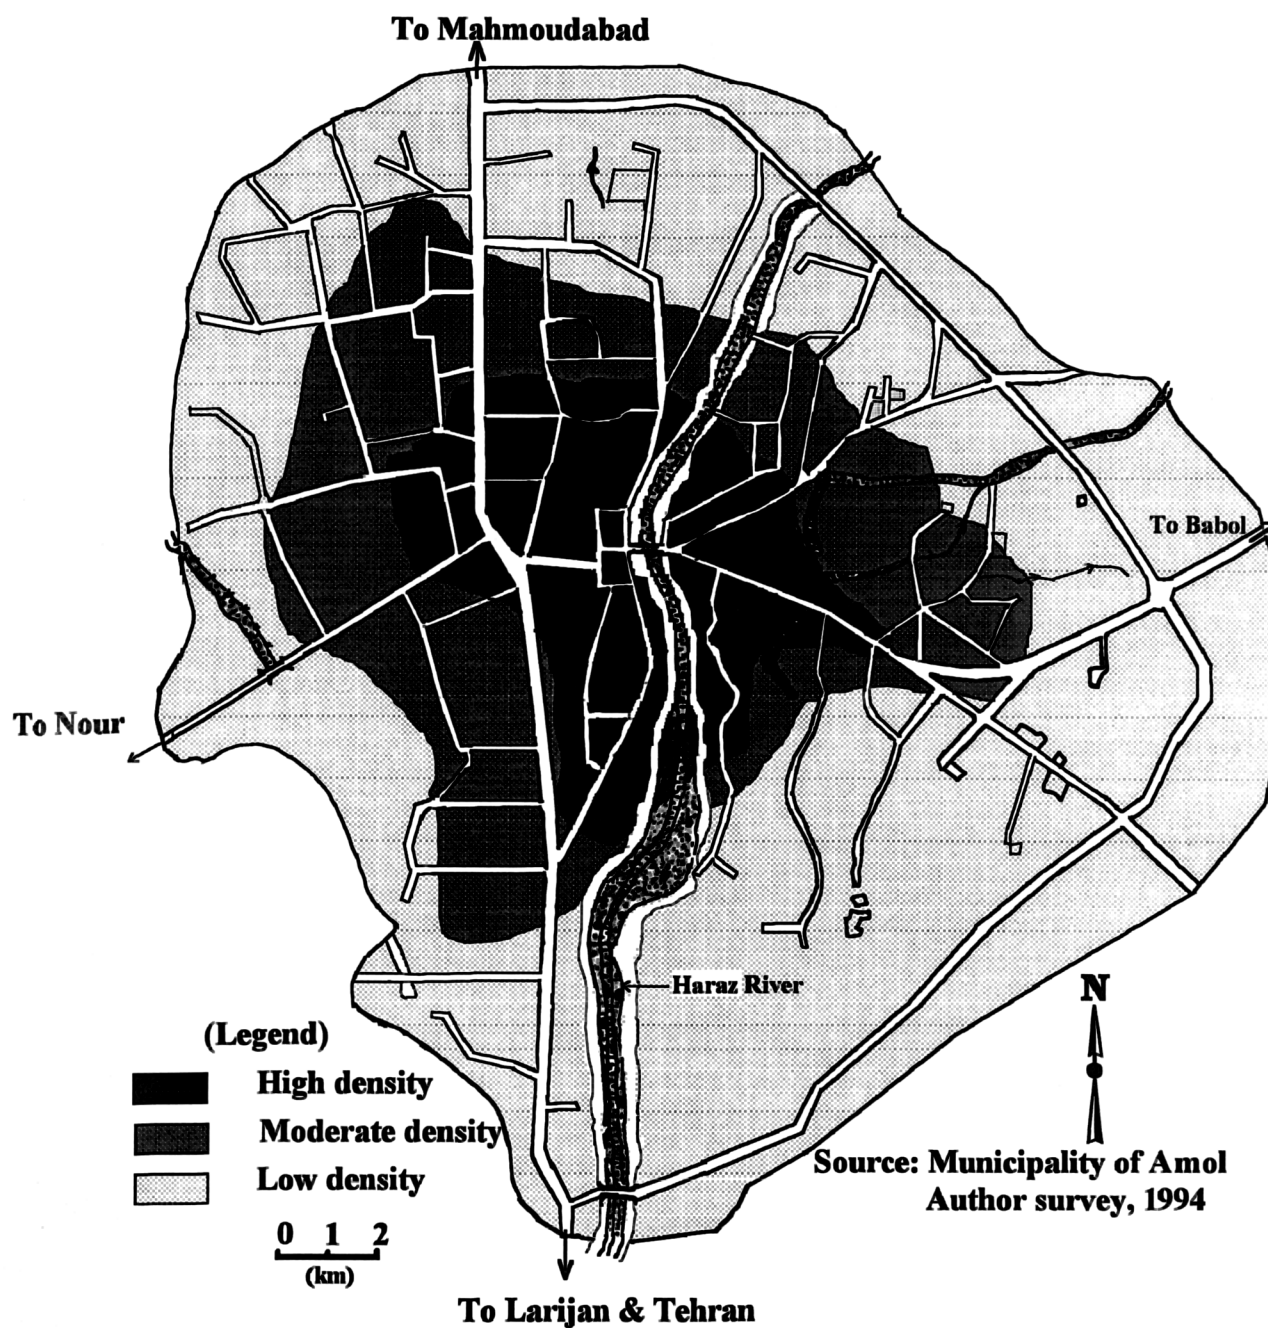 To Mahmoudabad
To Babol
To Nour
Haraz River
N
(Legend)
High density
Moderate density
Low density
Source: Municipality of Amol
Author survey, 1994
0 1 2
(km)
To Larijan & Tehran